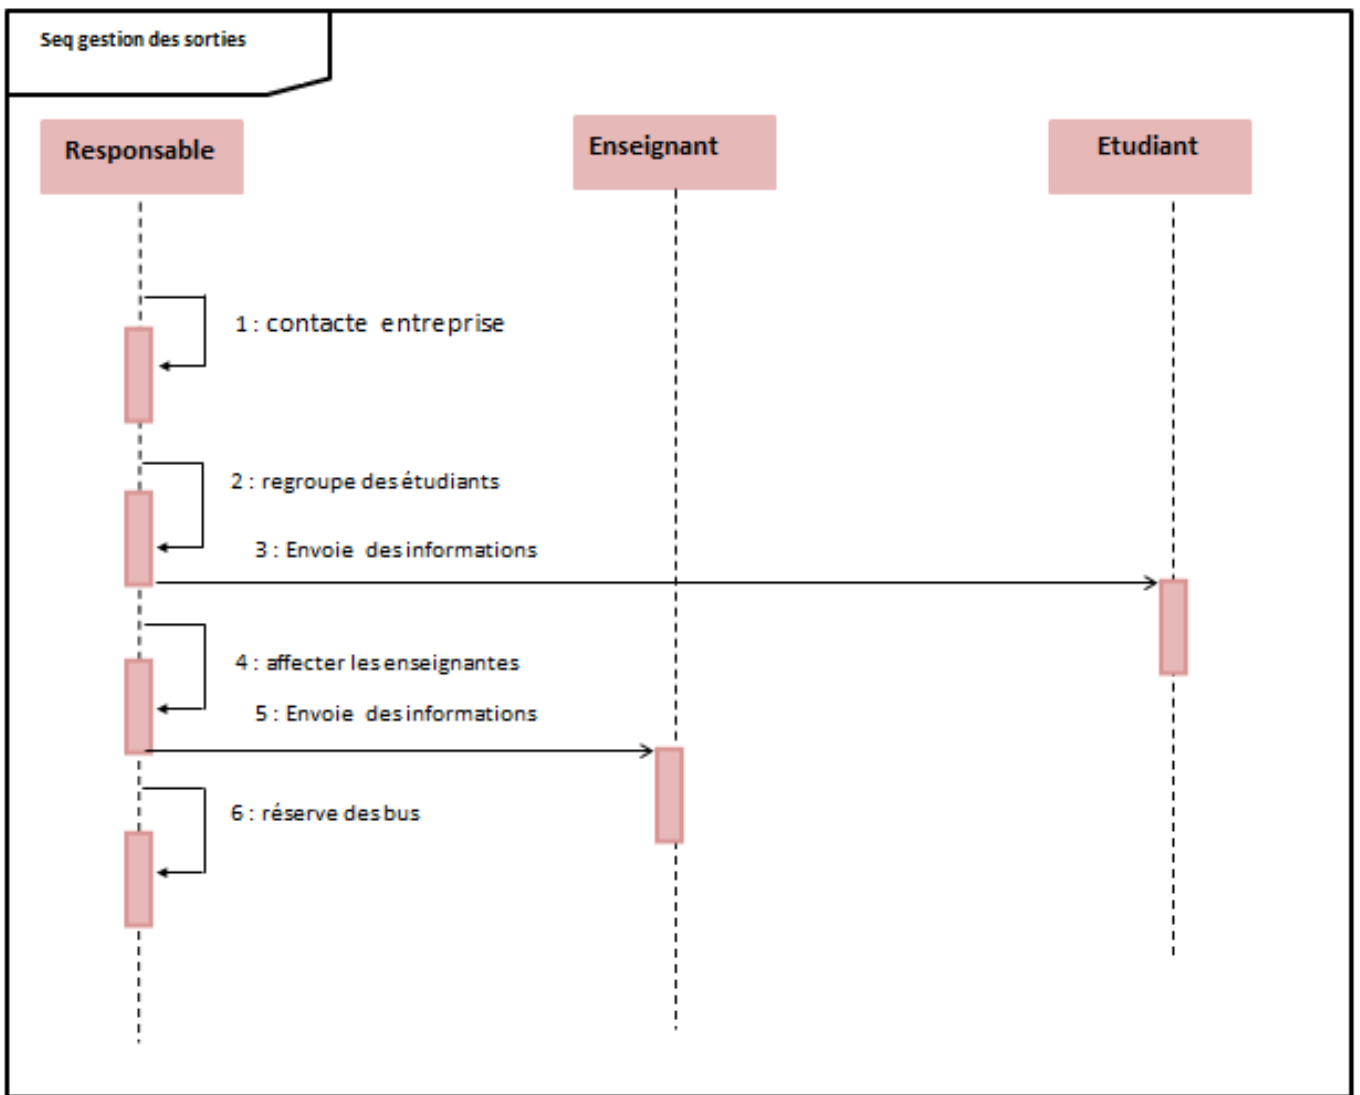 Seq gestion des sorties
Responsable
Enseignant
Etudiant
1 : contacte entreprise
2 : regroupe des étudiants
3 : Envoie des informations
4 : affecter les enseignantes
5 : Envoie des informations
6 : réserve des bus